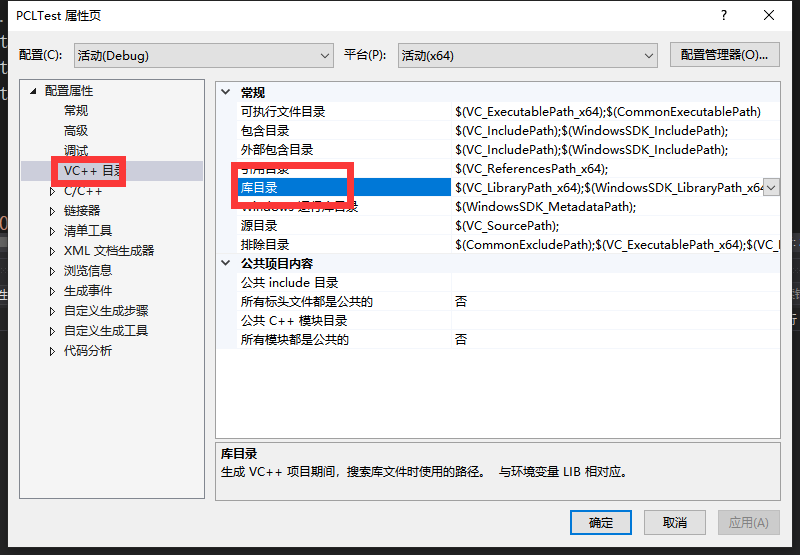 PCLTest 属性页
配置(C): 活动(Debug) 平台(P): 活动(x64) 配置管理器(O)...
配置属性
常规
高级
调试
VC++ 目录
C/C++
链接器
清单工具
XML 文档生成器
浏览信息
生成事件
自定义生成步骤
自定义生成工具
代码分析
常规
可执行文件目录 $(VC_ExecutablePath_x64);$(CommonExecutablePath)
包含目录 $(VC_IncludePath);$(WindowsSDK_IncludePath);
外部包含目录 $(VC_IncludePath);$(WindowsSDK_IncludePath);
引用目录 $(VC_ReferencesPath_x64);
库目录 $(VC_LibraryPath_x64);$(WindowsSDK_LibraryPath_x64
Windows 运行库目录 $(WindowsSDK_MetadataPath);
源目录 $(VC_SourcePath);
排除目录 $(CommonExcludePath);$(VC_ExecutablePath_x64);$(VC_I
公共项目内容
公共 include 目录
所有标头文件都是公共的 否
公共 C++ 模块目录
所有模块都是公共的 否
库目录
生成 VC++ 项目期间，搜索库文件时使用的路径。 与环境变量 LIB 相对应。
确定 取消 应用(A)